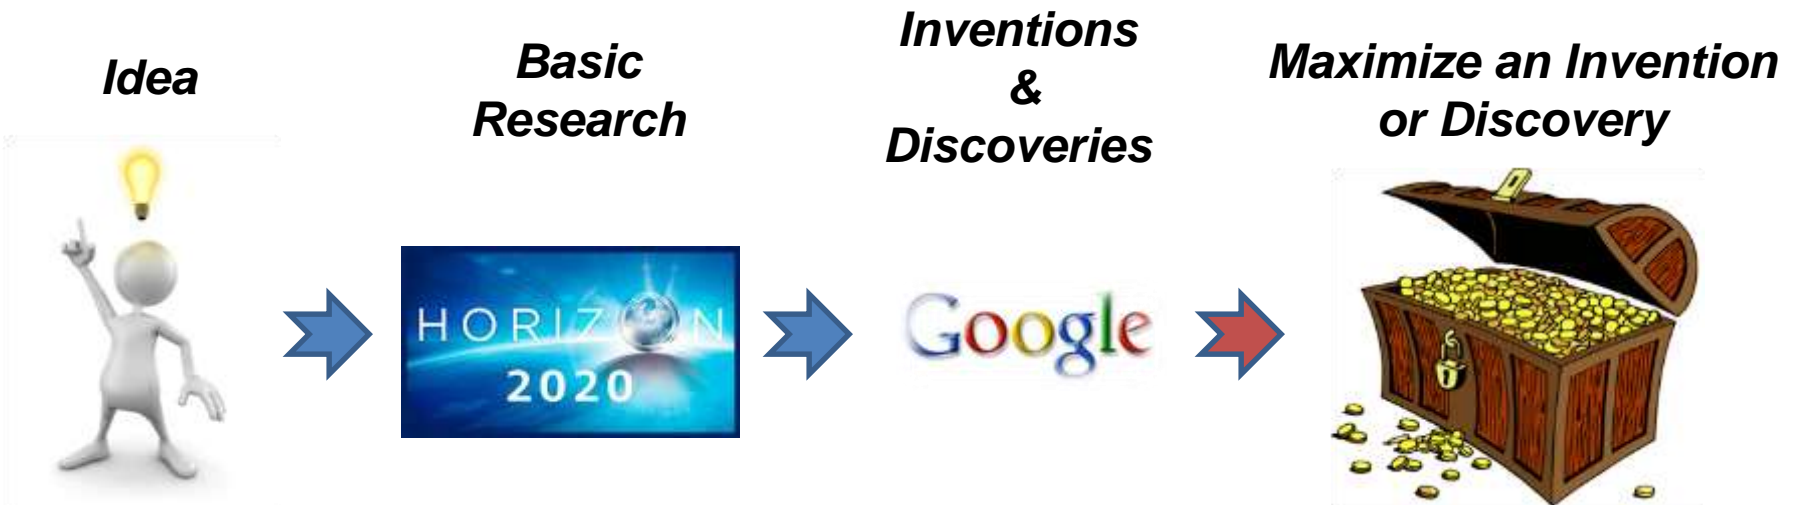 Idea
Basic
Research
Inventions
&
Discoveries
Maximize an Invention
or Discovery
HORIZON
2020
Google